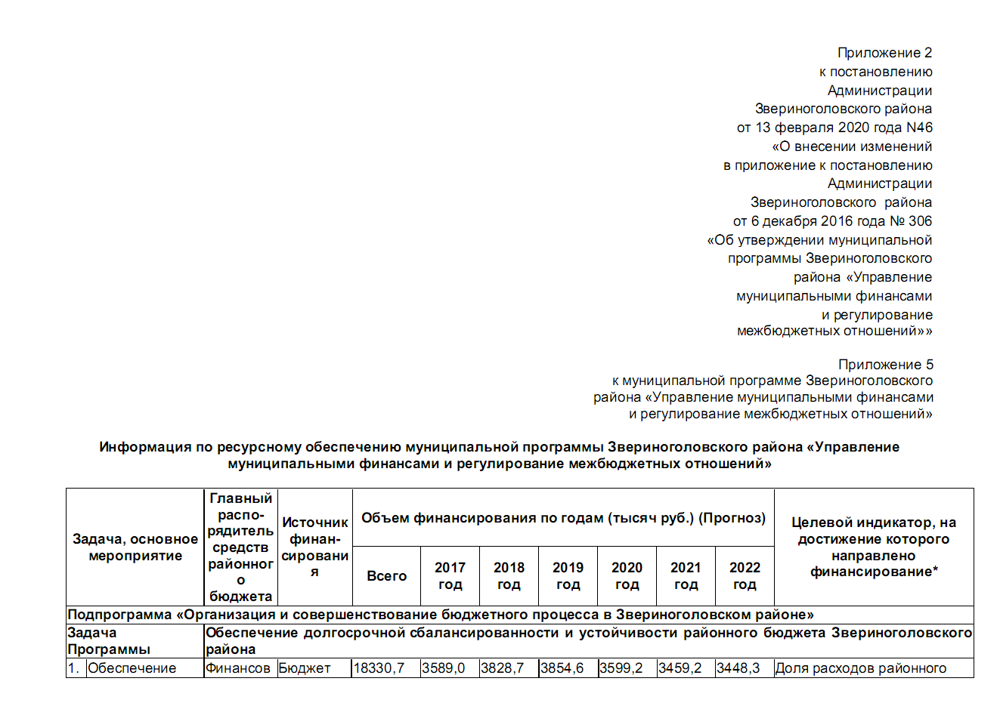 Приложение 2
к постановлению
Администрации
Звериноголовского района
от 13 февраля 2020 года N46
«О внесении изменений
в приложение к постановлению
Администрации
Звериноголовского района
от 6 декабря 2016 года № 306
«Об утверждении муниципальной
программы Звериноголовского
района «Управление
муниципальными финансами
и регулирование
межбюджетных отношений»»
Приложение 5
к муниципальной программе Звериноголовского
района «Управление муниципальными финансами
и регулирование межбюджетных отношений»
Информация по ресурсному обеспечению муниципальной программы Звериноголовского района «Управление
муниципальными финансами и регулирование межбюджетных отношений»
Задача, основное
мероприятие
Главный
распо-
рядитель
средств
районног
о
бюджета
Источник
финан-
сировани
я
Объем финансирования по годам (тысяч руб.) (Прогноз)
Всего
2017
год
2018
год
2019
год
2020
год
2021
год
2022
год
Целевой индикатор, на
достижение которого
направлено
финансирование*
Подпрограмма «Организация и совершенствование бюджетного процесса в Звериноголовском районе»
Задача
Программы
Обеспечение долгосрочной сбалансированности и устойчивости районного бюджета Звериноголовского
района
1. Обеспечение Финансов Бюджет 18330,7 3589,0 3828,7 3854,6 3599,2 3459,2 3448,3 Доля расходов районного